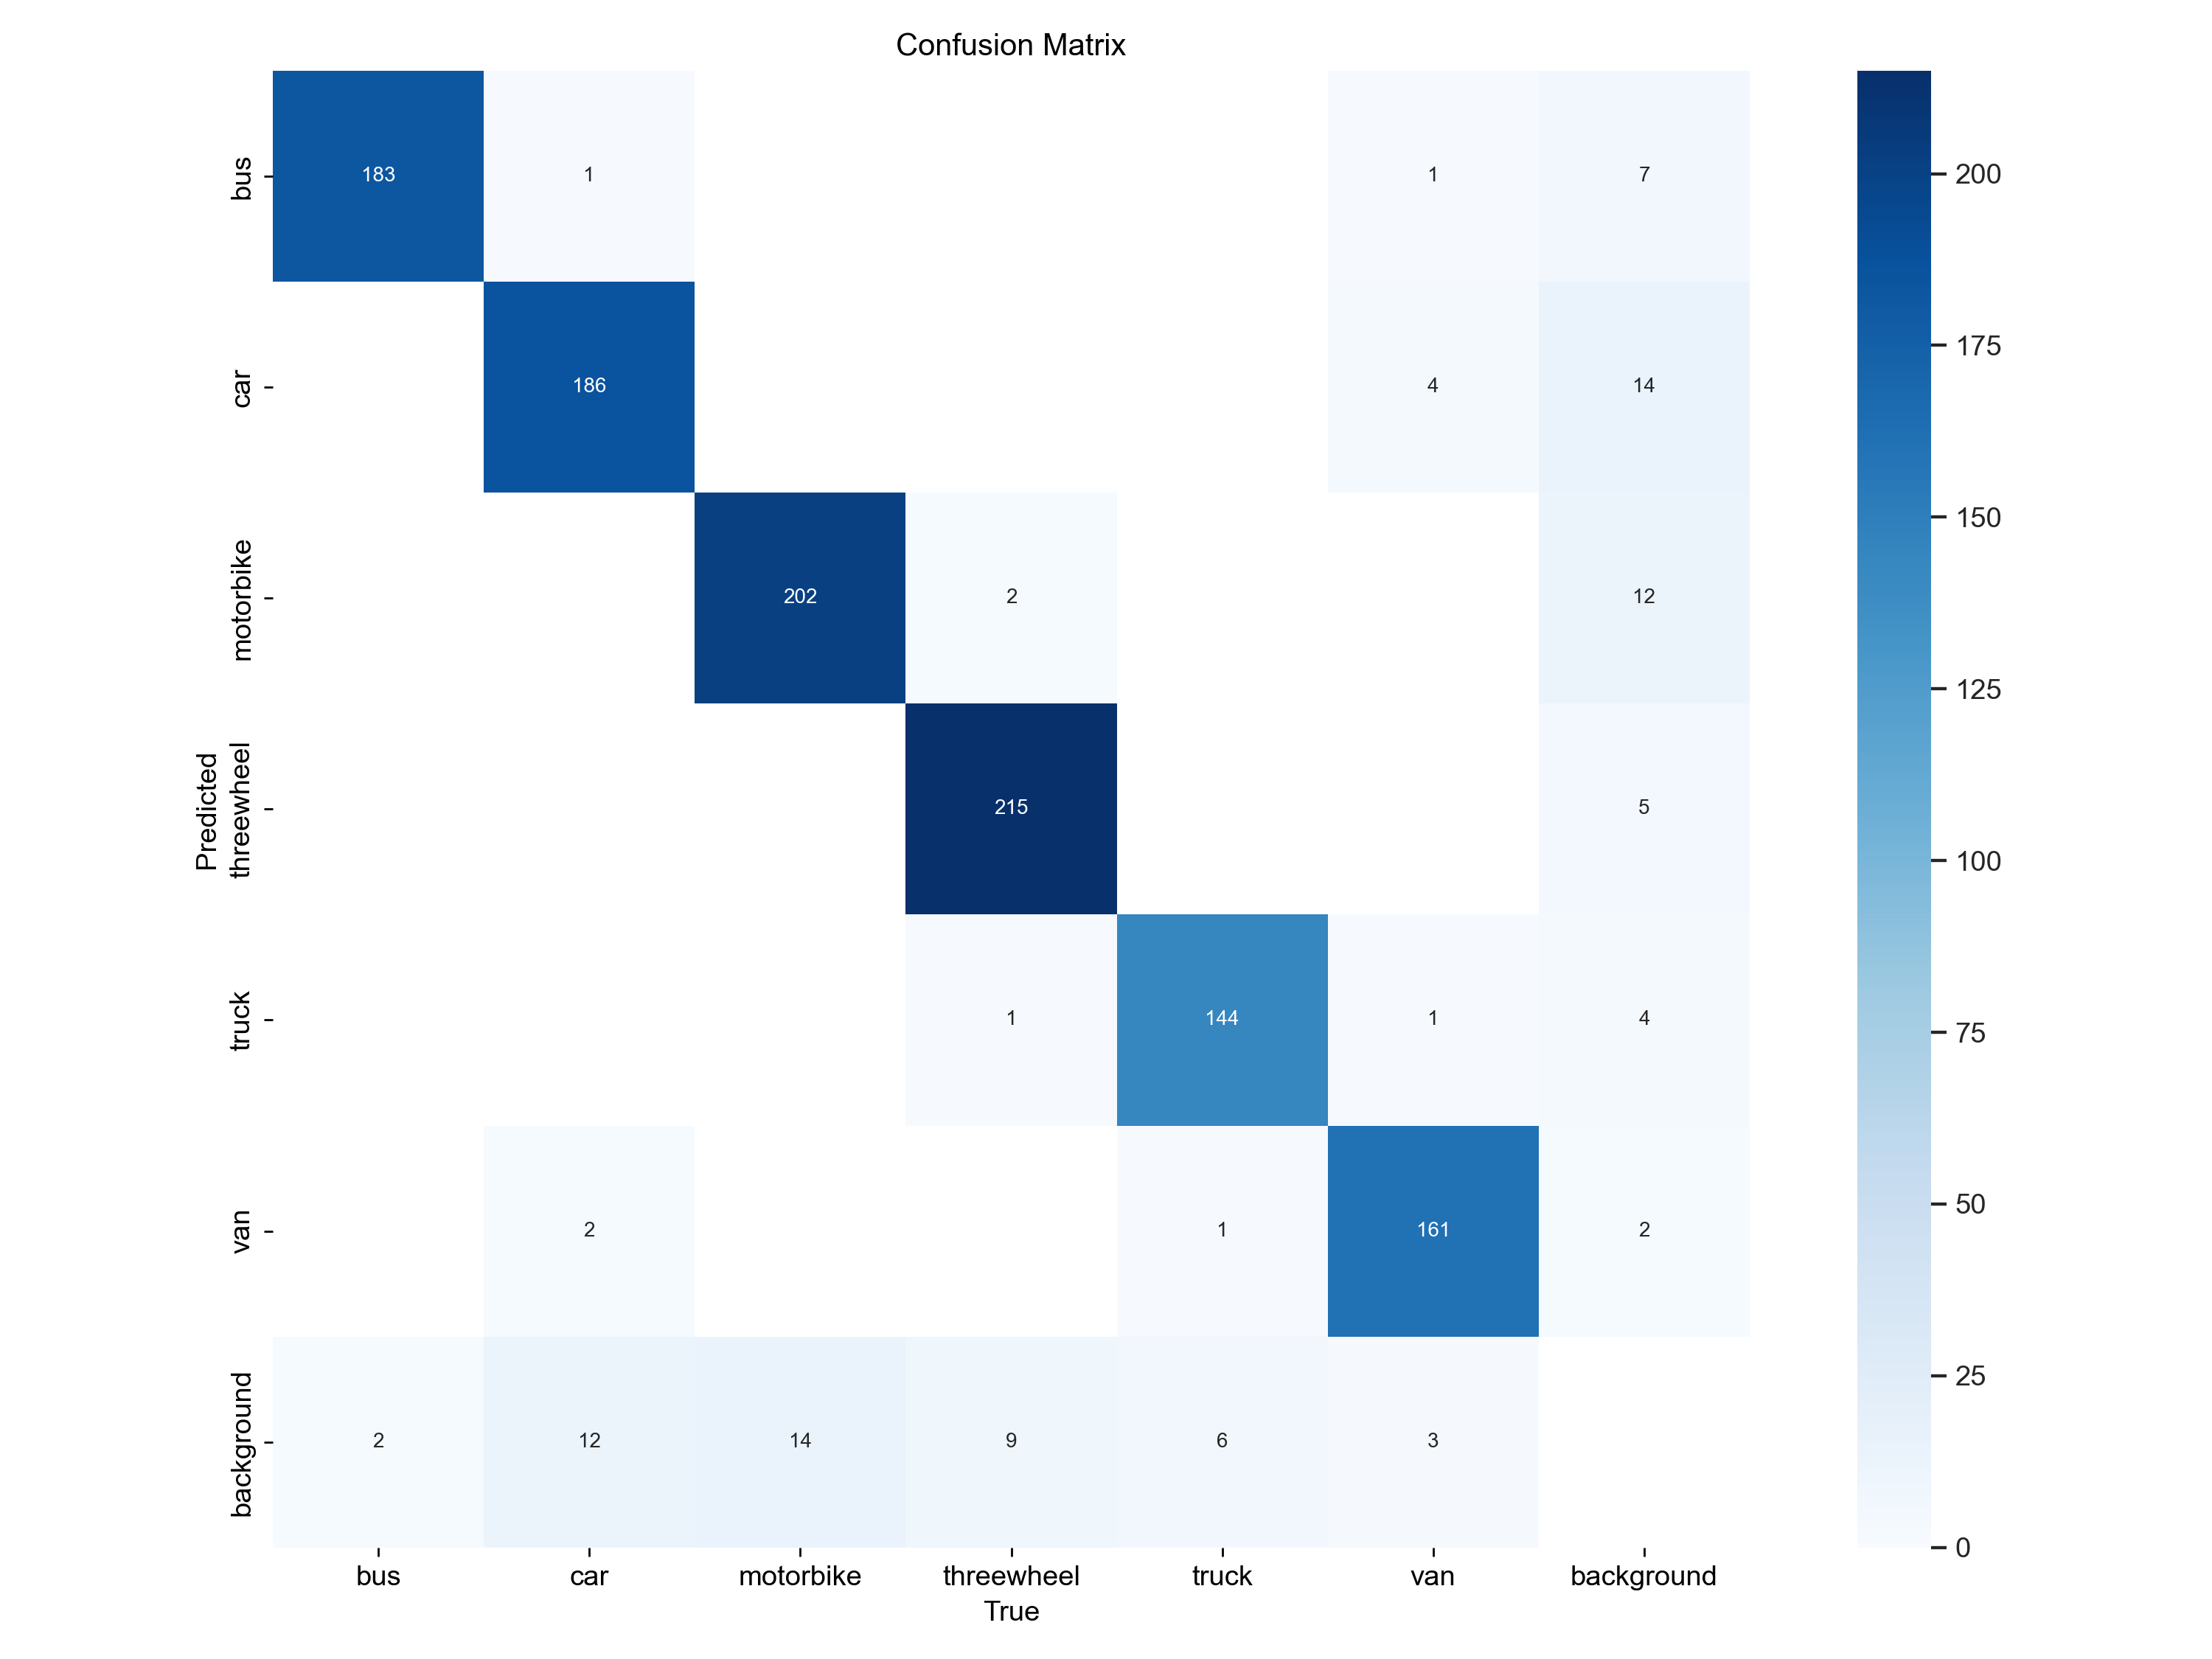 Confusion Matrix
bus 183 1 1 7
car 186 4 14
motorbike 202 2 12
Predicted
threewheel 215 5
truck 1 144 1 4
van 2 1 161 2
background 2 12 14 9 6 3
bus car motorbike threewheel truck van background
True
200
175
150
125
100
75
50
25
0